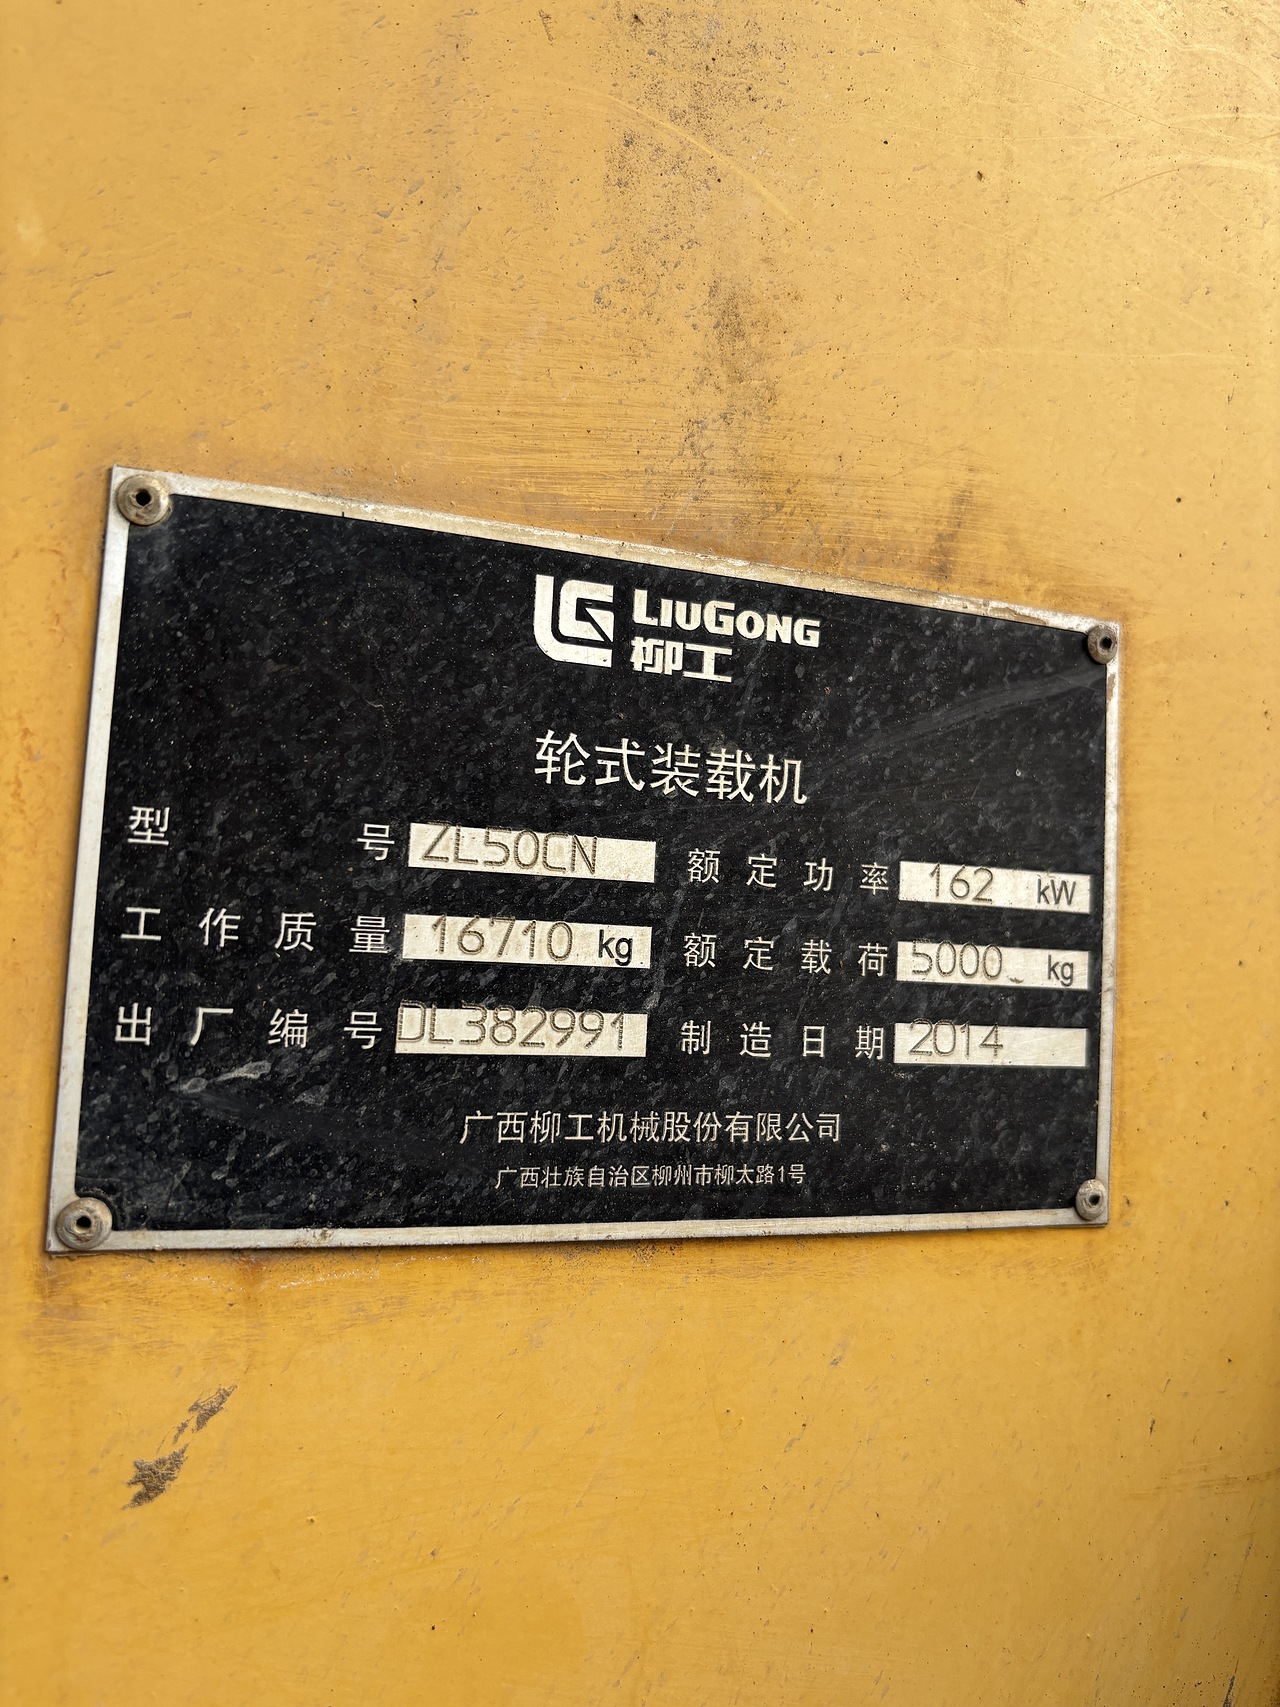 LIUGONG
柳工
轮式装载机
型号 ZL50CN 额定功率 162 kW
工作质量 16710 kg 额定载荷 5000 kg
出厂编号 DL382991 制造日期 2014
广西柳工机械股份有限公司
广西壮族自治区柳州市柳太路1号